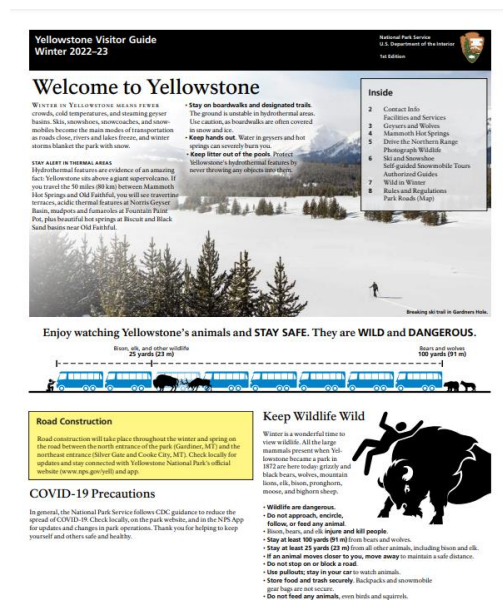 Yellowstone Visitor Guide
Winter 2022–23
National Park Service
U.S. Department of the Interior
1st Edition
Welcome to Yellowstone
WINTER IN YELLOWSTONE MEANS FEWER
crowds, cold temperatures, and steaming geyser
basins. Skis, snowshoes, snowcoaches, and snow-
mobiles become the main modes of transportation
as roads close, rivers and lakes freeze, and winter
storms blanket the park with snow.
STAY ALERT IN THERMAL AREAS
Hydrothermal features are evidence of an amazing
fact: Yellowstone sits above a giant supervolcano. If
you travel the 50 miles (80 km) between Mammoth
Hot Springs and Old Faithful, you will see travertine
terraces, acidic thermal features at Norris Geyser
Basin, mudpots and fumaroles at Fountain Paint
Pot, plus beautiful hot springs at Biscuit and Black
Sand basins near Old Faithful.
• Stay on boardwalks and designated trails.
The ground is unstable in hydrothermal areas.
Use caution, as boardwalks are often covered
in snow and ice.
• Keep hands out. Water in geysers and hot
springs can severely burn you.
• Keep litter out of the pools. Protect
Yellowstone's hydrothermal features by
never throwing any objects into them.
Inside
2 Contact Info
Facilities and Services
3 Geysers and Wolves
4 Mammoth Hot Springs
5 Drive the Northern Range
Photograph Wildlife
6 Ski and Snowshoe
Self-guided Snowmobile Tours
Authorized Guides
7 Wild in Winter
8 Rules and Regulations
Park Roads (Map)
Breaking ski trail in Gardners Hole.
Enjoy watching Yellowstone's animals and STAY SAFE. They are WILD and DANGEROUS.
Bison, elk, and other wildlife
25 yards (23 m)
Bears and wolves
100 yards (91 m)
Road Construction
Road construction will take place throughout the winter and spring on
the road between the north entrance of the park (Gardiner, MT) and the
northeast entrance (Silver Gate and Cooke City, MT). Check locally for
updates and stay connected with Yellowstone National Park's official
website (www.nps.gov/yell) and app.
COVID-19 Precautions
In general, the National Park Service follows CDC guidance to reduce the
spread of COVID-19. Check locally, on the park website, and in the NPS App
for updates and changes in park operations. Thank you for helping to keep
yourself and others safe and healthy.
Keep Wildlife Wild
Winter is a wonderful time to
view wildlife. All the large
mammals present when Yel-
lowstone became a park in
1872 are here today: grizzly and
black bears, wolves, mountain
lions, elk, bison, pronghorn,
moose, and bighorn sheep.
• Wildlife are dangerous.
• Do not approach, encircle,
follow, or feed any animal.
• Bison, bears, and elk injure and kill people.
• Stay at least 100 yards (91 m) from bears and wolves.
• Stay at least 25 yards (23 m) from all other animals, including bison and elk.
• If an animal moves closer to you, move away to maintain a safe distance.
• Do not stop on or block a road.
• Use pullouts; stay in your car to watch animals.
• Store food and trash securely. Backpacks and snowmobile
gear bags are not secure.
• Do not feed any animals, even birds and squirrels.